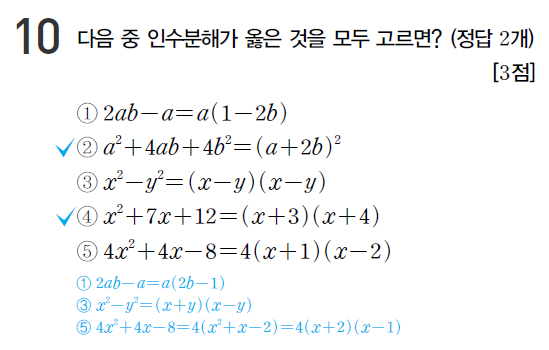 10 다음 중 인수분해가 옳은 것을 모두 고르면? (정답 2개)
[3점]
① 2ab−a=a(1−2b)
② a²+4ab+4b²=(a+2b)²
③ x²−y²=(x−y)(x−y)
④ x²+7x+12=(x+3)(x+4)
⑤ 4x²+4x−8=4(x+1)(x−2)
① 2ab−a=a(2b−1)
③ x²−y²=(x+y)(x−y)
⑤ 4x²+4x−8=4(x²+x−2)=4(x+2)(x−1)